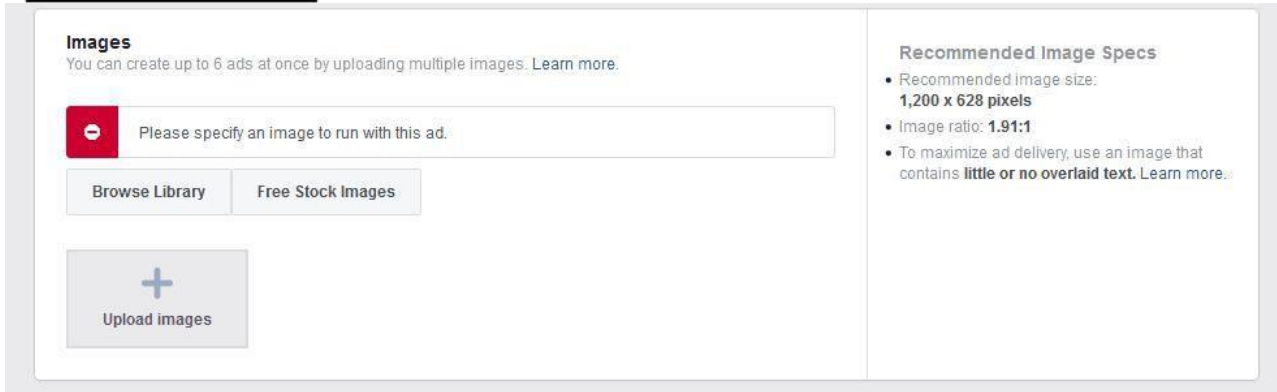 Images
You can create up to 6 ads at once by uploading multiple images. Learn more.
Please specify an image to run with this ad.
Browse Library
Free Stock Images
Upload images
Recommended Image Specs
• Recommended image size:
1,200 x 628 pixels
• Image ratio: 1.91:1
• To maximize ad delivery, use an image that
contains little or no overlaid text. Learn more.